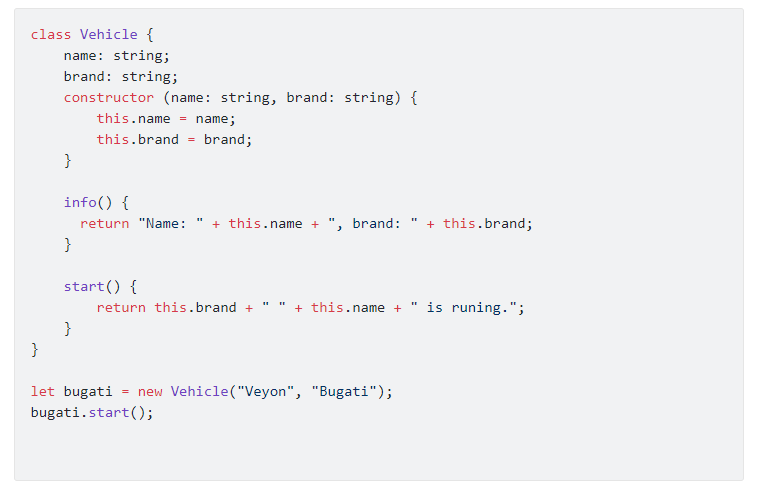 class Vehicle {
    name: string;
    brand: string;
    constructor (name: string, brand: string) {
        this.name = name;
        this.brand = brand;
    }

    info() {
      return "Name: " + this.name + ", brand: " + this.brand;
    }

    start() {
        return this.brand + " " + this.name + " is runing.";
    }
}

let bugati = new Vehicle("Veyon", "Bugati");
bugati.start();